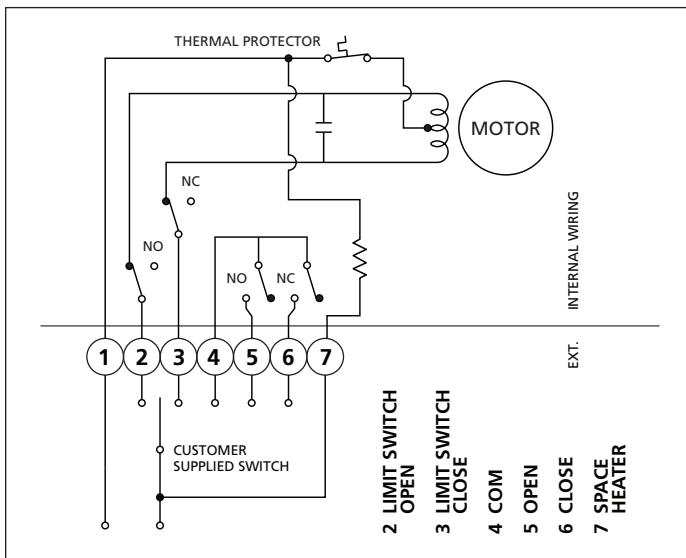 THERMAL PROTECTOR
MOTOR
NC
NO
NO
NC
INTERNAL WIRING
EXT.
1
2
3
4
5
6
7
CUSTOMER
SUPPLIED SWITCH
2 LIMIT SWITCH
OPEN
3 LIMIT SWITCH
CLOSE
4 COM
5 OPEN
6 CLOSE
7 SPACE
HEATER